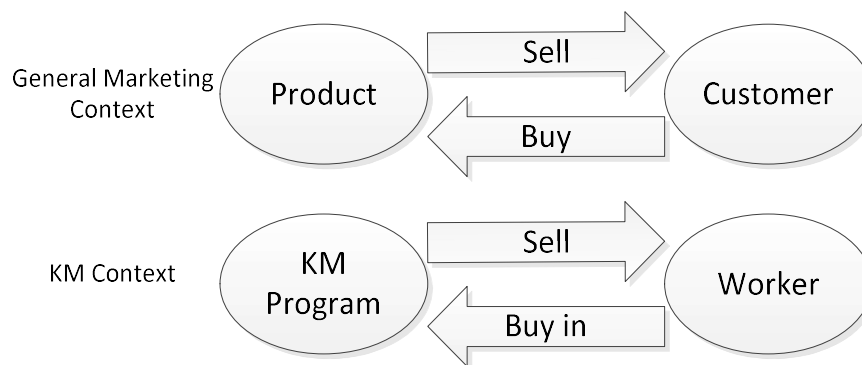 Sell
General Marketing
Context
Product
Customer
Buy
Sell
KM Context
KM
Program
Worker
Buy in